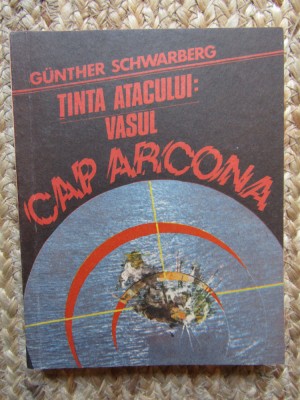 GÜNTHER SCHWARBERG
ȚINTA ATACULUI:
VASUL
CAP ARCONA